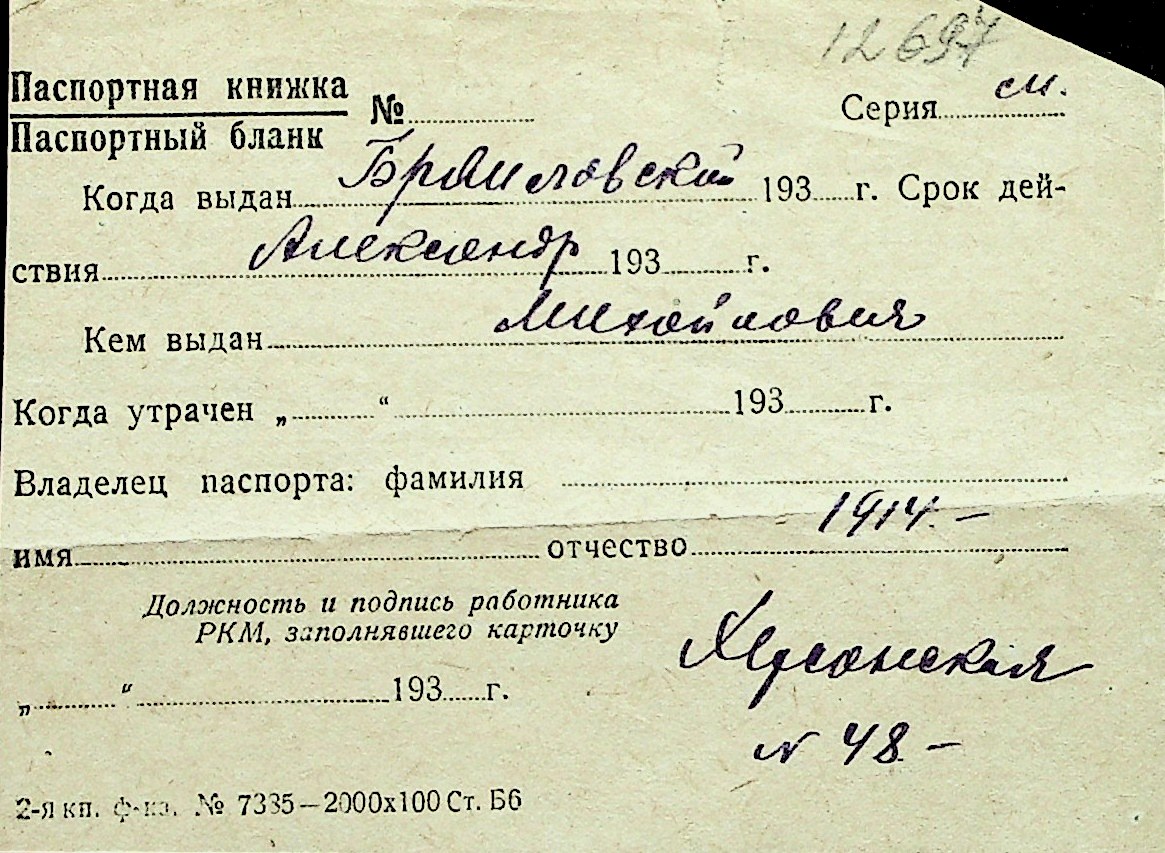 12697
Паспортная книжка
Паспортный бланк
№ Серия см.
Когда выдан Браиловский 193 г. Срок дей-
ствия Александр 193 г.
Кем выдан Михайлович
Когда утрачен „ “ 193 г.
Владелец паспорта: фамилия
1914 –
имя отчество
Должность и подпись работника
РКМ, заполнявшего карточку
Херсонская
„ “ 193 г.
N 48 –
2-я кп. ф-ка. № 7335–2000х100 Ст. Б6